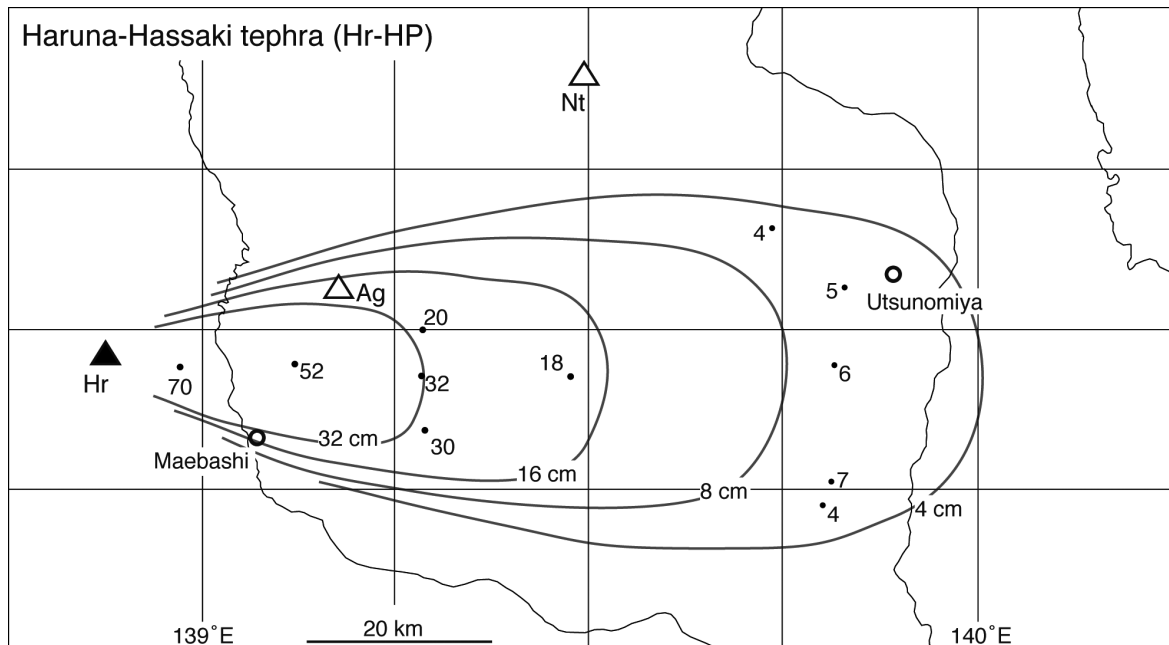 Haruna-Hassaki tephra (Hr-HP)
Nt
4
5
Utsunomiya
Ag
20
52
32
18
6
70
Hr
30
32 cm
Maebashi
16 cm
8 cm
7
4
4 cm
139˚E
20 km
140˚E